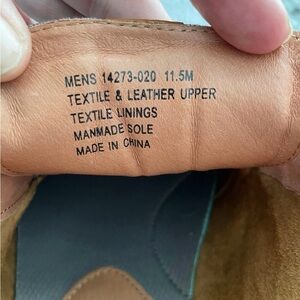 MENS 14273-020 11.5M
TEXTILE & LEATHER UPPER
TEXTILE LININGS
MANMADE SOLE
MADE IN CHINA